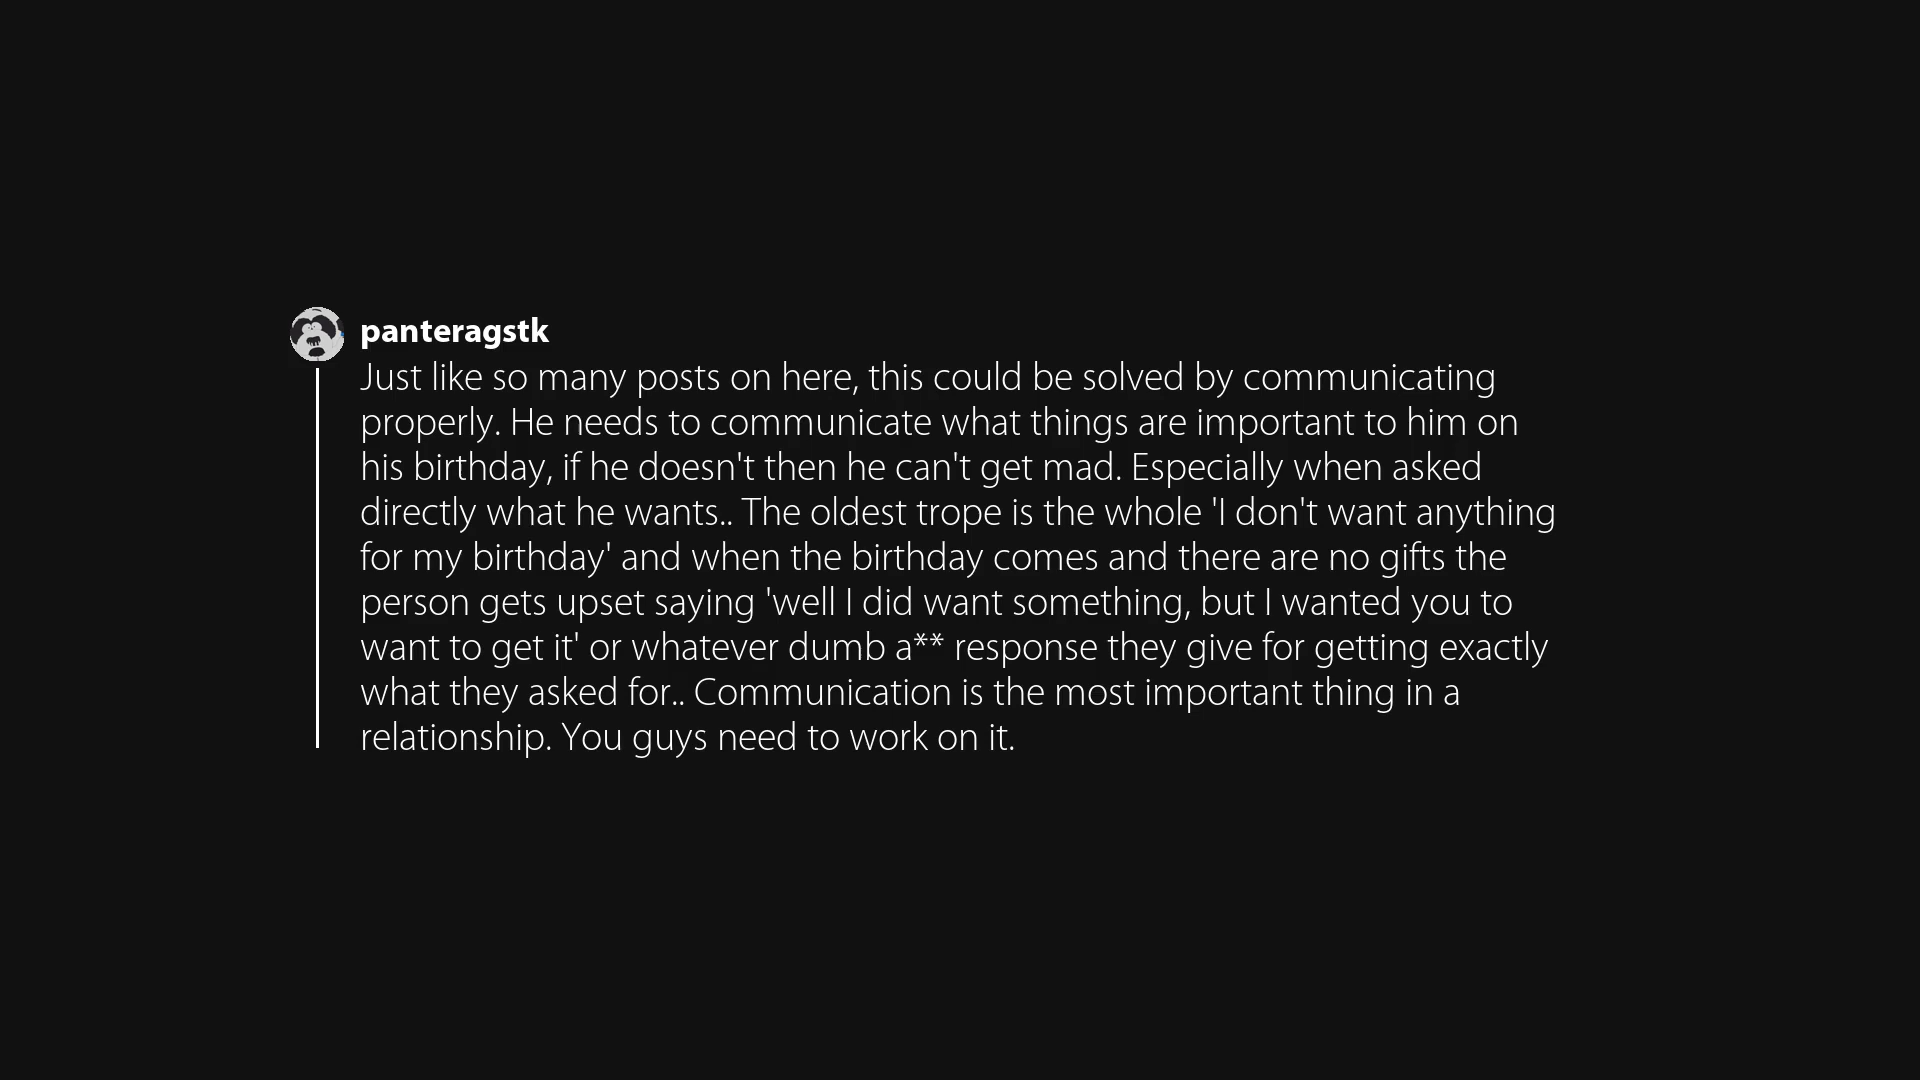 panteragstk
Just like so many posts on here, this could be solved by communicating
properly. He needs to communicate what things are important to him on
his birthday, if he doesn't then he can't get mad. Especially when asked
directly what he wants.. The oldest trope is the whole 'I don't want anything
for my birthday' and when the birthday comes and there are no gifts the
person gets upset saying 'well I did want something, but I wanted you to
want to get it' or whatever dumb a** response they give for getting exactly
what they asked for.. Communication is the most important thing in a
relationship. You guys need to work on it.